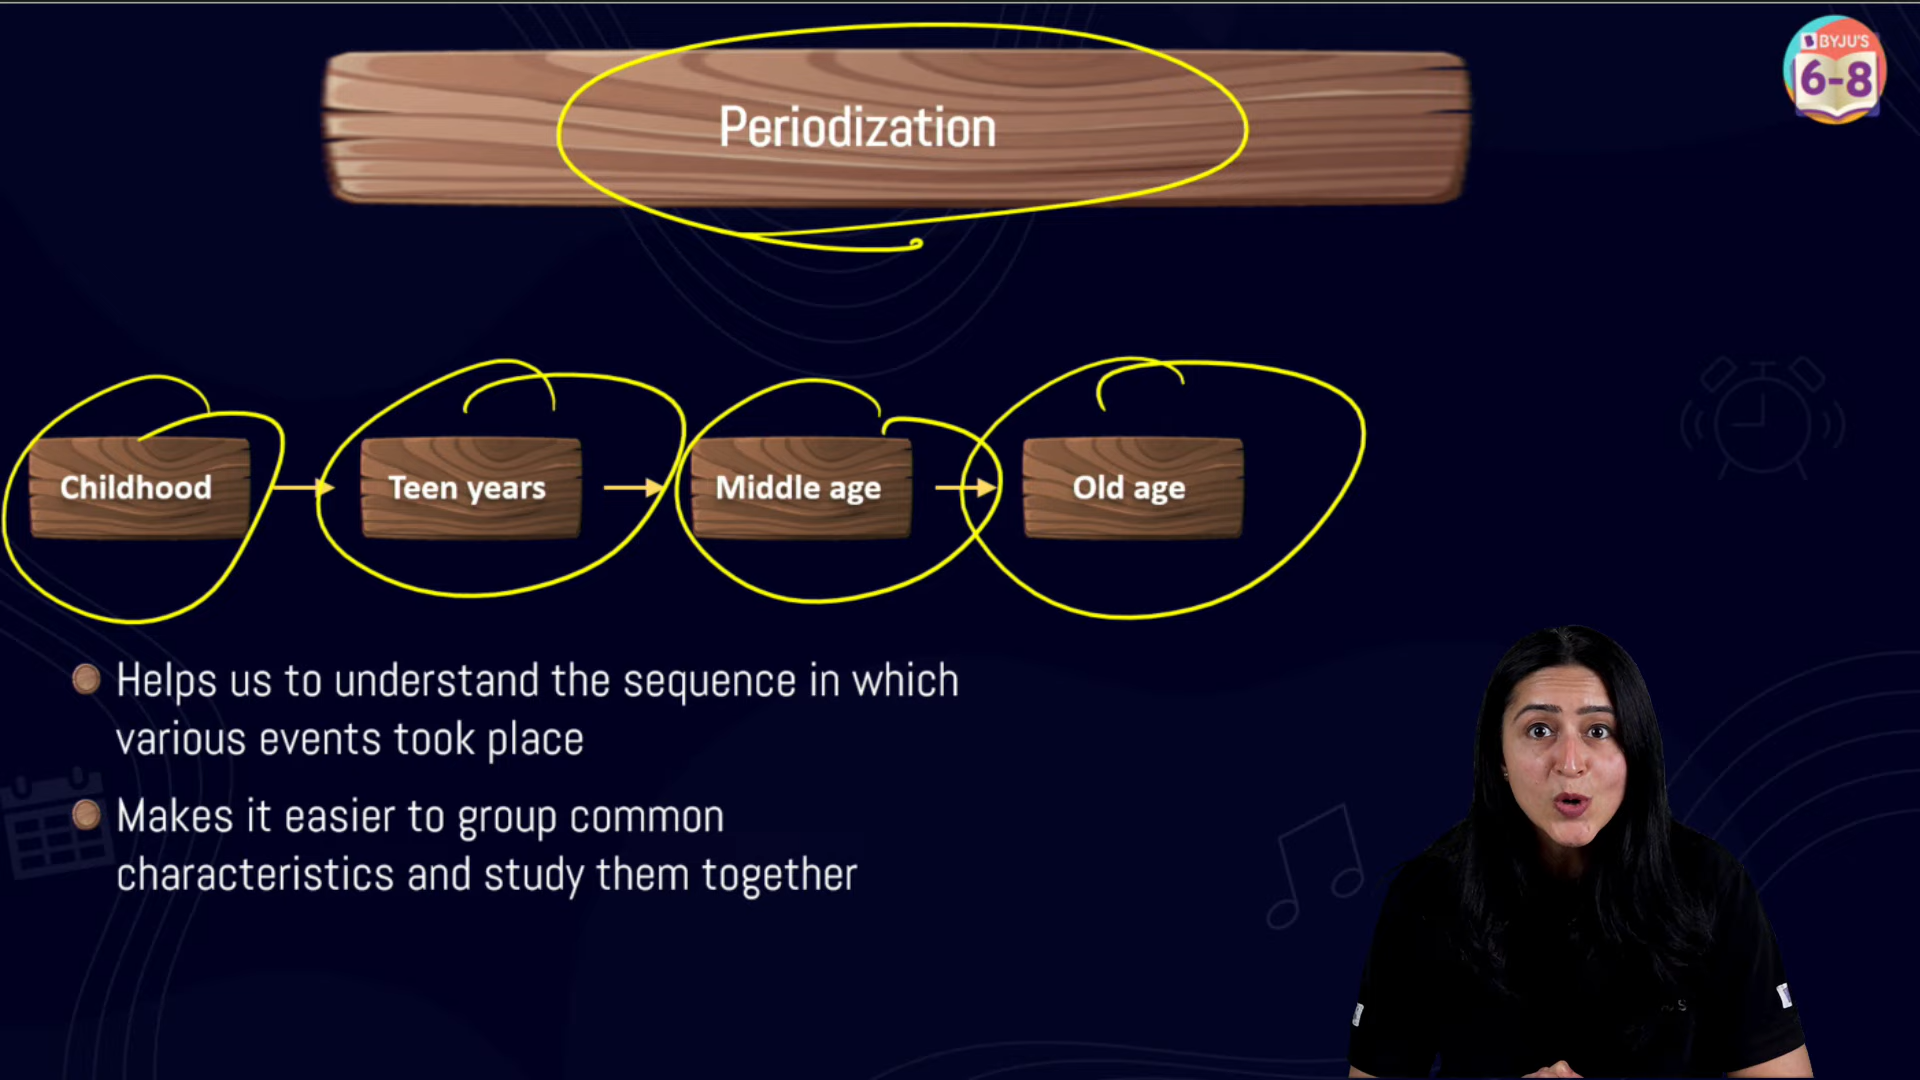 BYJU'S
6-8
Periodization
Childhood
Teen years
Middle age
Old age
Helps us to understand the sequence in which
various events took place
Makes it easier to group common
characteristics and study them together